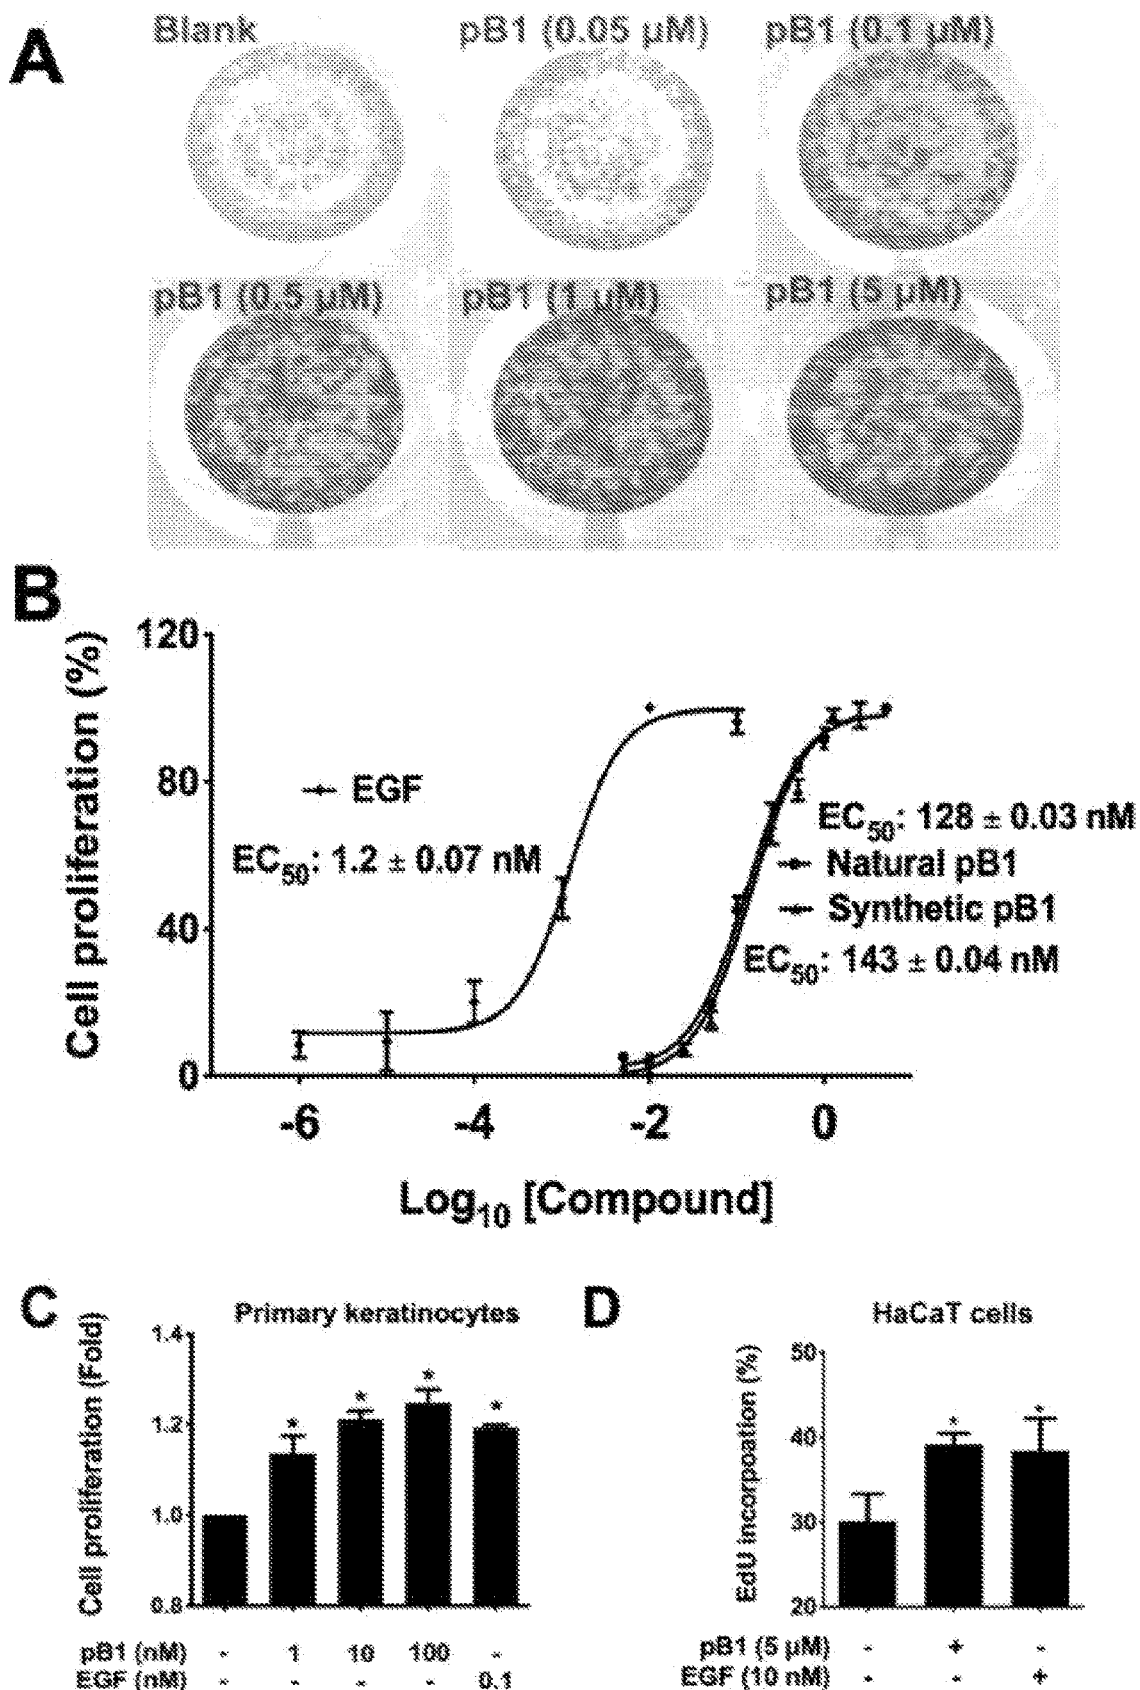 A
Blank pB1 (0.05 µM) pB1 (0.1 µM)
pB1 (0.5 µM) pB1 (1 µM) pB1 (5 µM)
B
Cell proliferation (%)
120
80
40
0
EGF
EC50: 1.2 ± 0.07 nM
EC50: 128 ± 0.03 nM
Natural pB1
Synthetic pB1
EC50: 143 ± 0.04 nM
-6 -4 -2 0
Log10 [Compound]
C
Primary keratinocytes
Cell proliferation (Fold)
1.4
1.2
1.0
0.8
* * * *
pB1 (nM) - 1 10 100 -
EGF (nM) - - - - 0.1
D
HaCaT cells
EdU incorpoation (%)
50
40
30
20
* *
pB1 (5 µM) - + -
EGF (10 nM) - - +